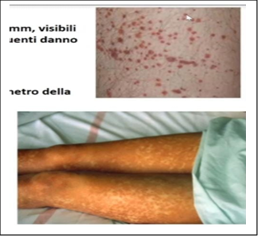 mm, visibili
uenti danno
netro della